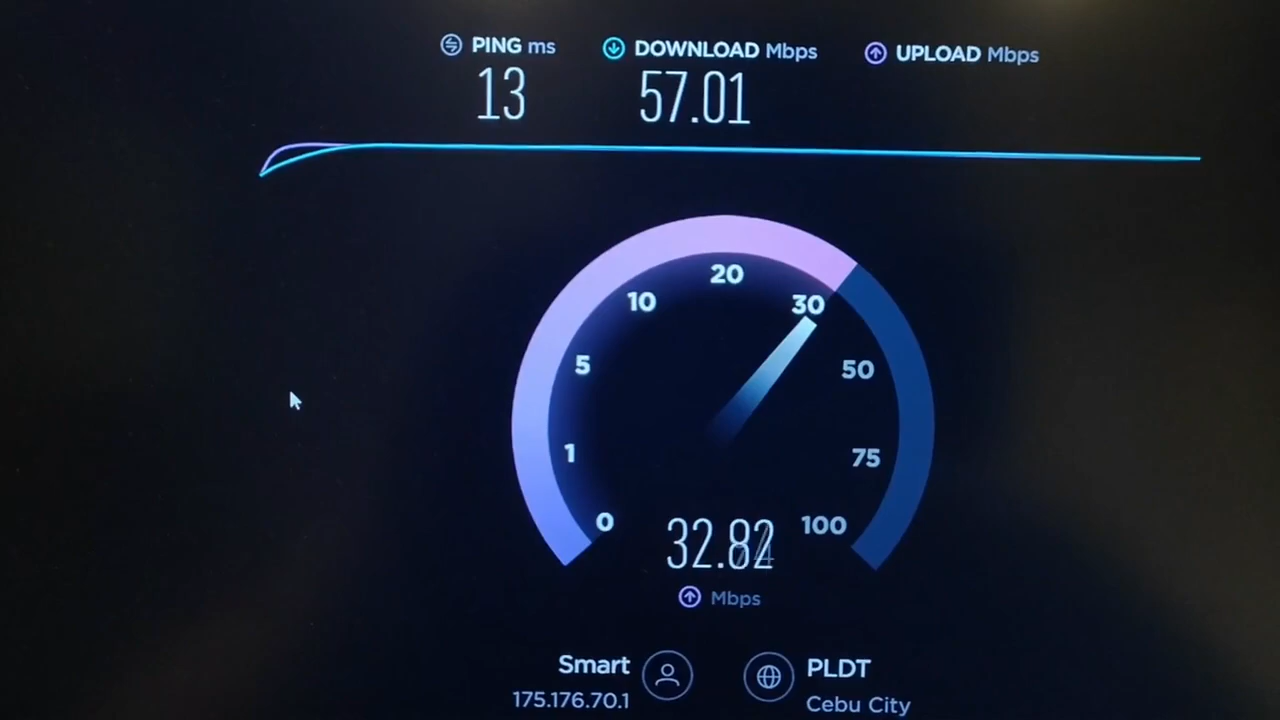 PING ms
DOWNLOAD Mbps
UPLOAD Mbps
13
57.01
0
1
5
10
20
30
50
75
100
32.82
Mbps
Smart
175.176.70.1
PLDT
Cebu City